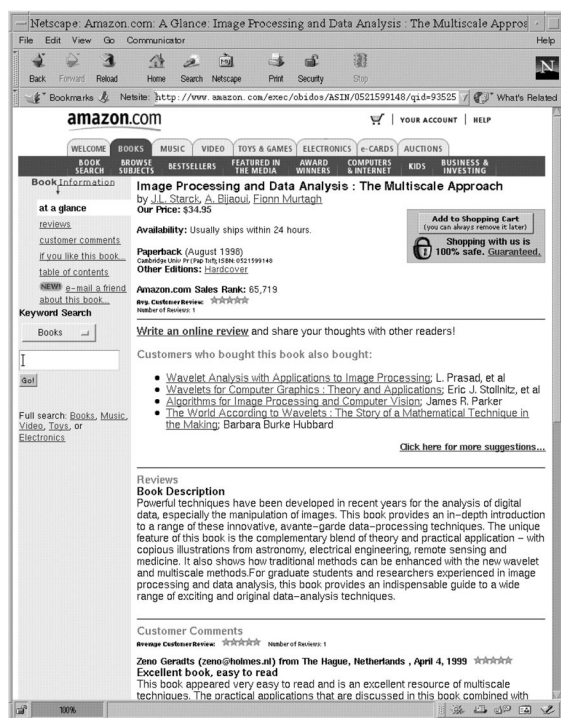 Netscape: Amazon.com: A Glance: Image Processing and Data Analysis : The Multiscale Approa
File Edit View Go Communicator Help
Back Forward Reload Home Search Netscape Print Security Stop
N
Bookmarks Netsite: http://www.amazon.com/exec/obidos/ASIN/0521599148/qid=93525 What's Related
amazon.com
YOUR ACCOUNT | HELP
WELCOME BOOKS MUSIC VIDEO TOYS & GAMES ELECTRONICS e-CARDS AUCTIONS
BOOK SEARCH BROWSE SUBJECTS BESTSELLERS FEATURED IN THE MEDIA AWARD WINNERS COMPUTERS & INTERNET KIDS BUSINESS & INVESTING
Book Information
at a glance
reviews
customer comments
if you like this book...
table of contents
NEW! e-mail a friend
about this book...
Keyword Search
Books
Go!
Full search: Books, Music,
Video, Toys, or
Electronics
Image Processing and Data Analysis : The Multiscale Approach
by J.L. Starck, A. Bijaoui, Fionn Murtagh
Our Price: $34.95
Availability: Usually ships within 24 hours.
Add to Shopping Cart
(you can always remove it later)
Shopping with us is
100% safe. Guaranteed.
Paperback (August 1998)
Cambridge Univ Pr (Pap Txt); ISBN: 0521599148
Other Editions: Hardcover
Amazon.com Sales Rank: 65,719
Avg. Customer Review:
Number of Reviews: 1
Write an online review and share your thoughts with other readers!
Customers who bought this book also bought:
• Wavelet Analysis with Applications to Image Processing; L. Prasad, et al
• Wavelets for Computer Graphics : Theory and Applications; Eric J. Stollnitz, et al
• Algorithms for Image Processing and Computer Vision; James R. Parker
• The World According to Wavelets : The Story of a Mathematical Technique in
the Making; Barbara Burke Hubbard
Click here for more suggestions...
Reviews
Book Description
Powerful techniques have been developed in recent years for the analysis of digital
data, especially the manipulation of images. This book provides an in-depth introduction
to a range of these innovative, avante-garde data-processing techniques. The unique
feature of this book is the complementary blend of theory and practical application - with
copious illustrations from astronomy, electrical engineering, remote sensing and
medicine. It also shows how traditional methods can be enhanced with the new wavelet
and multiscale methods.For graduate students and researchers experienced in image
processing and data analysis, this book provides an indispensable guide to a wide
range of exciting and original data-analysis techniques.
Customer Comments
Average Customer Review: Number of Reviews: 1
Zeno Geradts (zeno@holmes.nl) from The Hague, Netherlands , April 4, 1999
Excellent book, easy to read
This book appeared very easy to read and is an excellent resource of multiscale
techniques. The practical applications that are discussed in this book combined with
100%